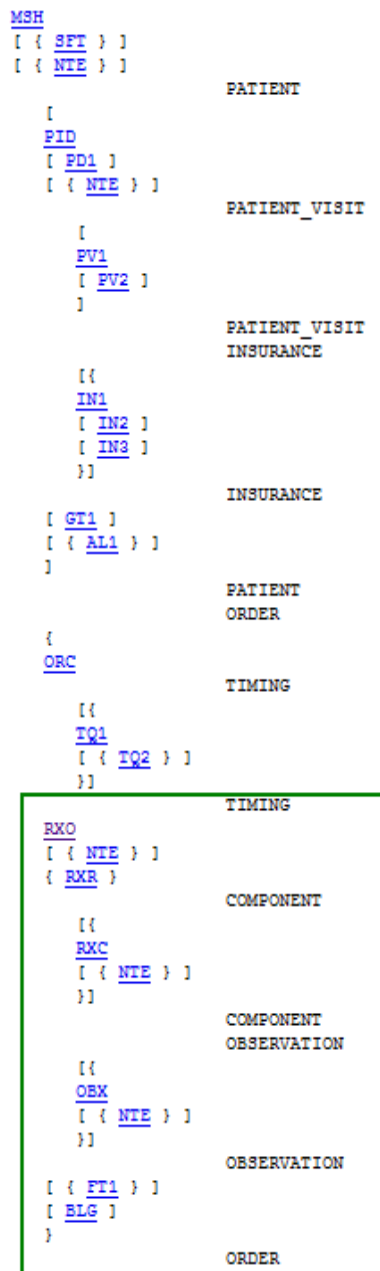 MSH
[ { SFT } ]
[ { NTE } ]
PATIENT
[
PID
[ PD1 ]
[ { NTE } ]
PATIENT_VISIT
[
PV1
[ PV2 ]
]
PATIENT_VISIT
INSURANCE
[{
IN1
[ IN2 ]
[ IN3 ]
}]
INSURANCE
[ GT1 ]
[ { AL1 } ]
]
PATIENT
ORDER
{
ORC
TIMING
[{
TQ1
[ { TQ2 } ]
}]
TIMING
RXO
[ { NTE } ]
{ RXR }
COMPONENT
[{
RXC
[ { NTE } ]
}]
COMPONENT
OBSERVATION
[{
OBX
[ { NTE } ]
}]
OBSERVATION
[ { FT1 } ]
[ BLG ]
}
ORDER